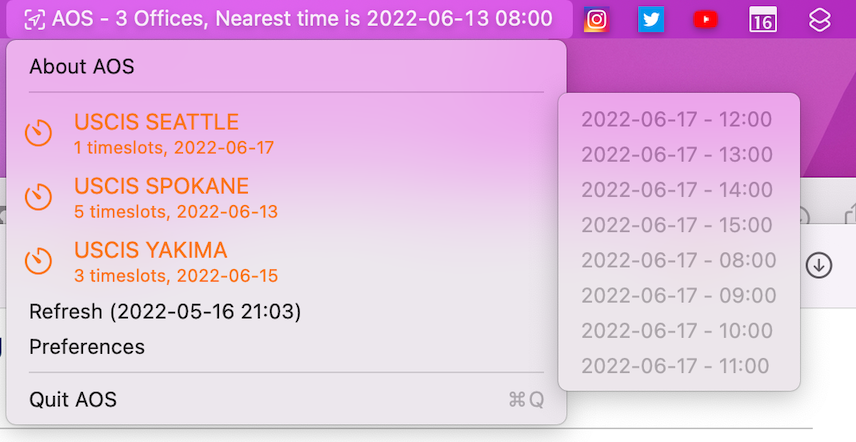 AOS - 3 Offices, Nearest time is 2022-06-13 08:00
16
About AOS
USCIS SEATTLE
1 timeslots, 2022-06-17
USCIS SPOKANE
5 timeslots, 2022-06-13
USCIS YAKIMA
3 timeslots, 2022-06-15
Refresh (2022-05-16 21:03)
Preferences
Quit AOS ⌘Q
2022-06-17 - 12:00
2022-06-17 - 13:00
2022-06-17 - 14:00
2022-06-17 - 15:00
2022-06-17 - 08:00
2022-06-17 - 09:00
2022-06-17 - 10:00
2022-06-17 - 11:00